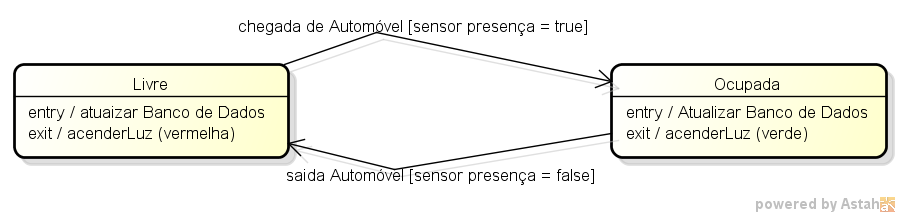 chegada de Automóvel [sensor presença = true]
Livre
entry / atuaizar Banco de Dados
exit / acenderLuz (vermelha)
Ocupada
entry / Atualizar Banco de Dados
exit / acenderLuz (verde)
saida Automóvel [sensor presença = false]
powered by Astah